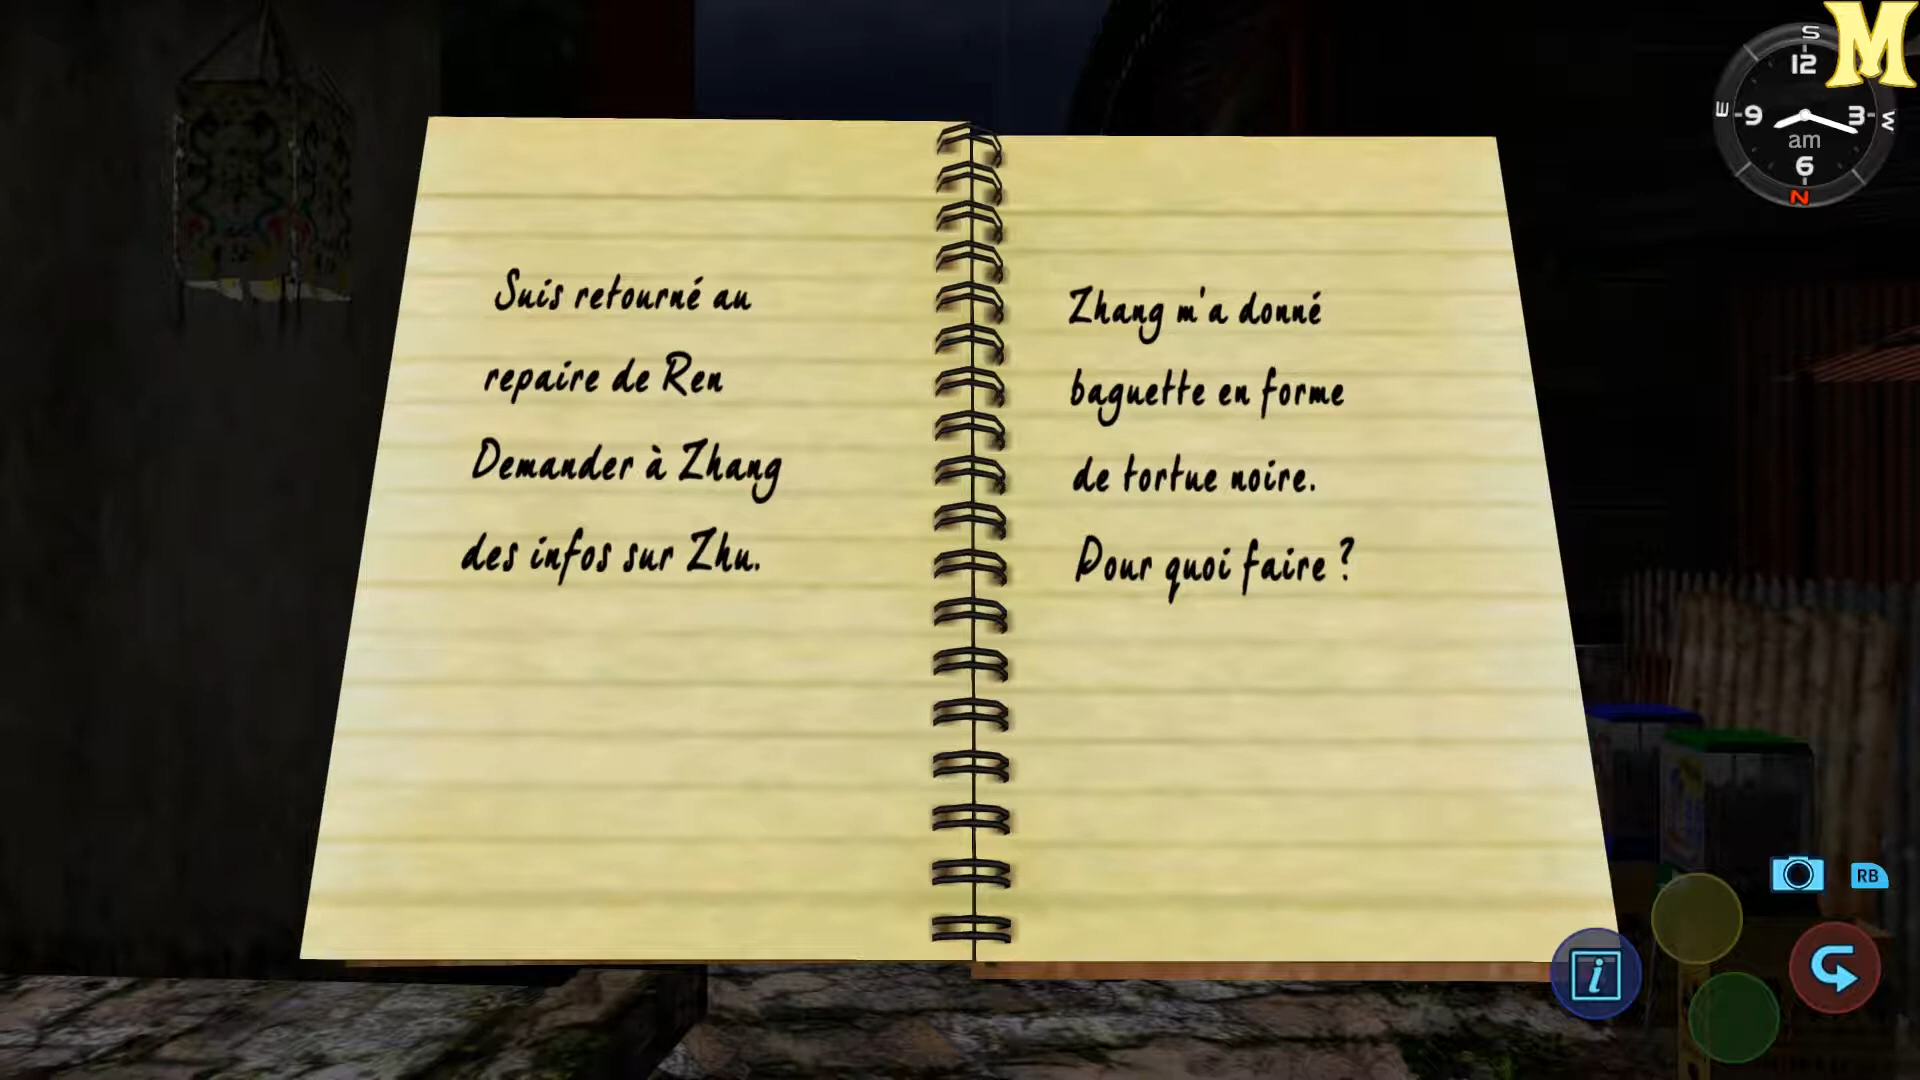 Suis retourné au
repaire de Ren
Demander à Zhang
des infos sur Zhu.
Zhang m'a donné
baguette en forme
de tortue noire.
Pour quoi faire ?
M
S
12
E
9
3
W
am
6
N
RB
i